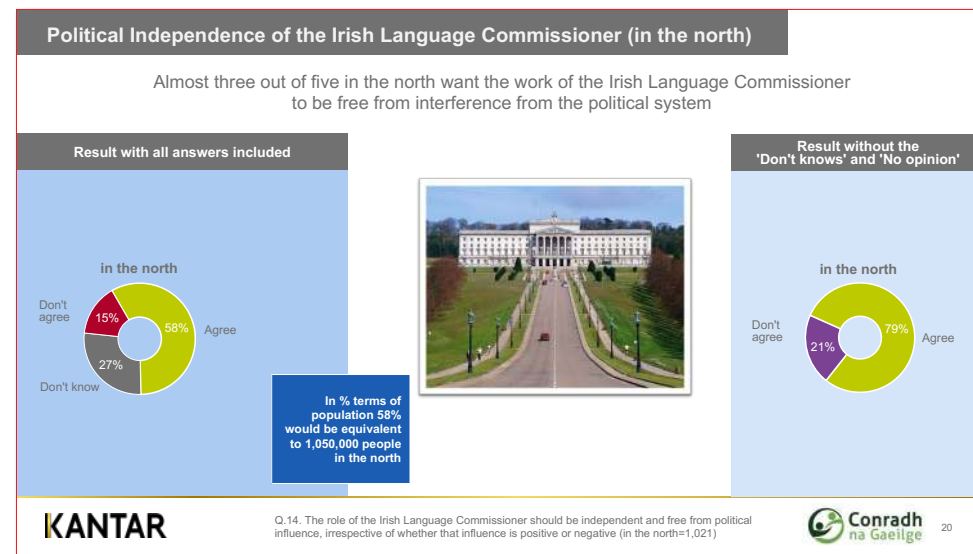 Political Independence of the Irish Language Commissioner (in the north)
Almost three out of five in the north want the work of the Irish Language Commissioner
to be free from interference from the political system
Result with all answers included
in the north
Don't
agree
15%
58%
Agree
27%
Don't know
In % terms of
population 58%
would be equivalent
to 1,050,000 people
in the north
Result without the
'Don't knows' and 'No opinion'
in the north
Don't
agree
79%
Agree
21%
KANTAR
Q.14. The role of the Irish Language Commissioner should be independent and free from political
influence, irrespective of whether that influence is positive or negative (in the north=1,021)
Conradh
na Gaeilge
20